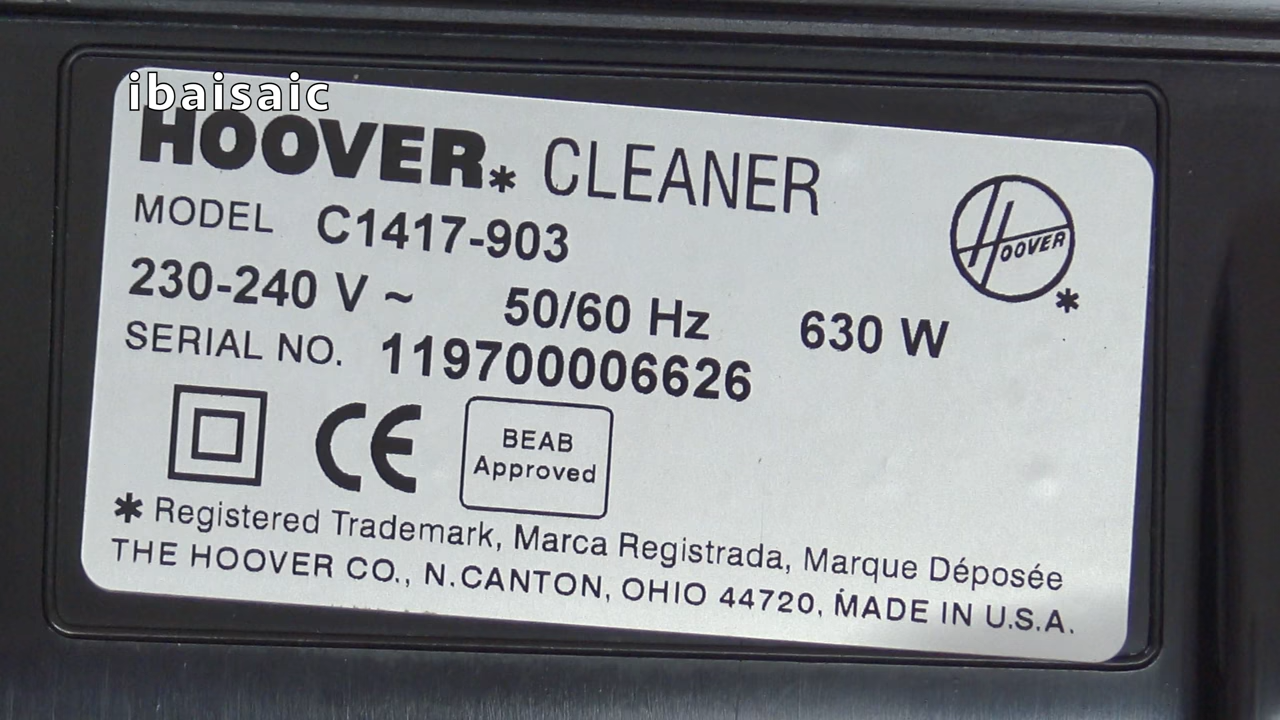 ibaisaic
HOOVER* CLEANER
HOOVER
*
MODEL C1417-903
230-240 V ~ 50/60 Hz 630 W
SERIAL NO. 119700006626
CE
BEAB
Approved
* Registered Trademark, Marca Registrada, Marque Déposée
THE HOOVER CO., N.CANTON, OHIO 44720, MADE IN U.S.A.